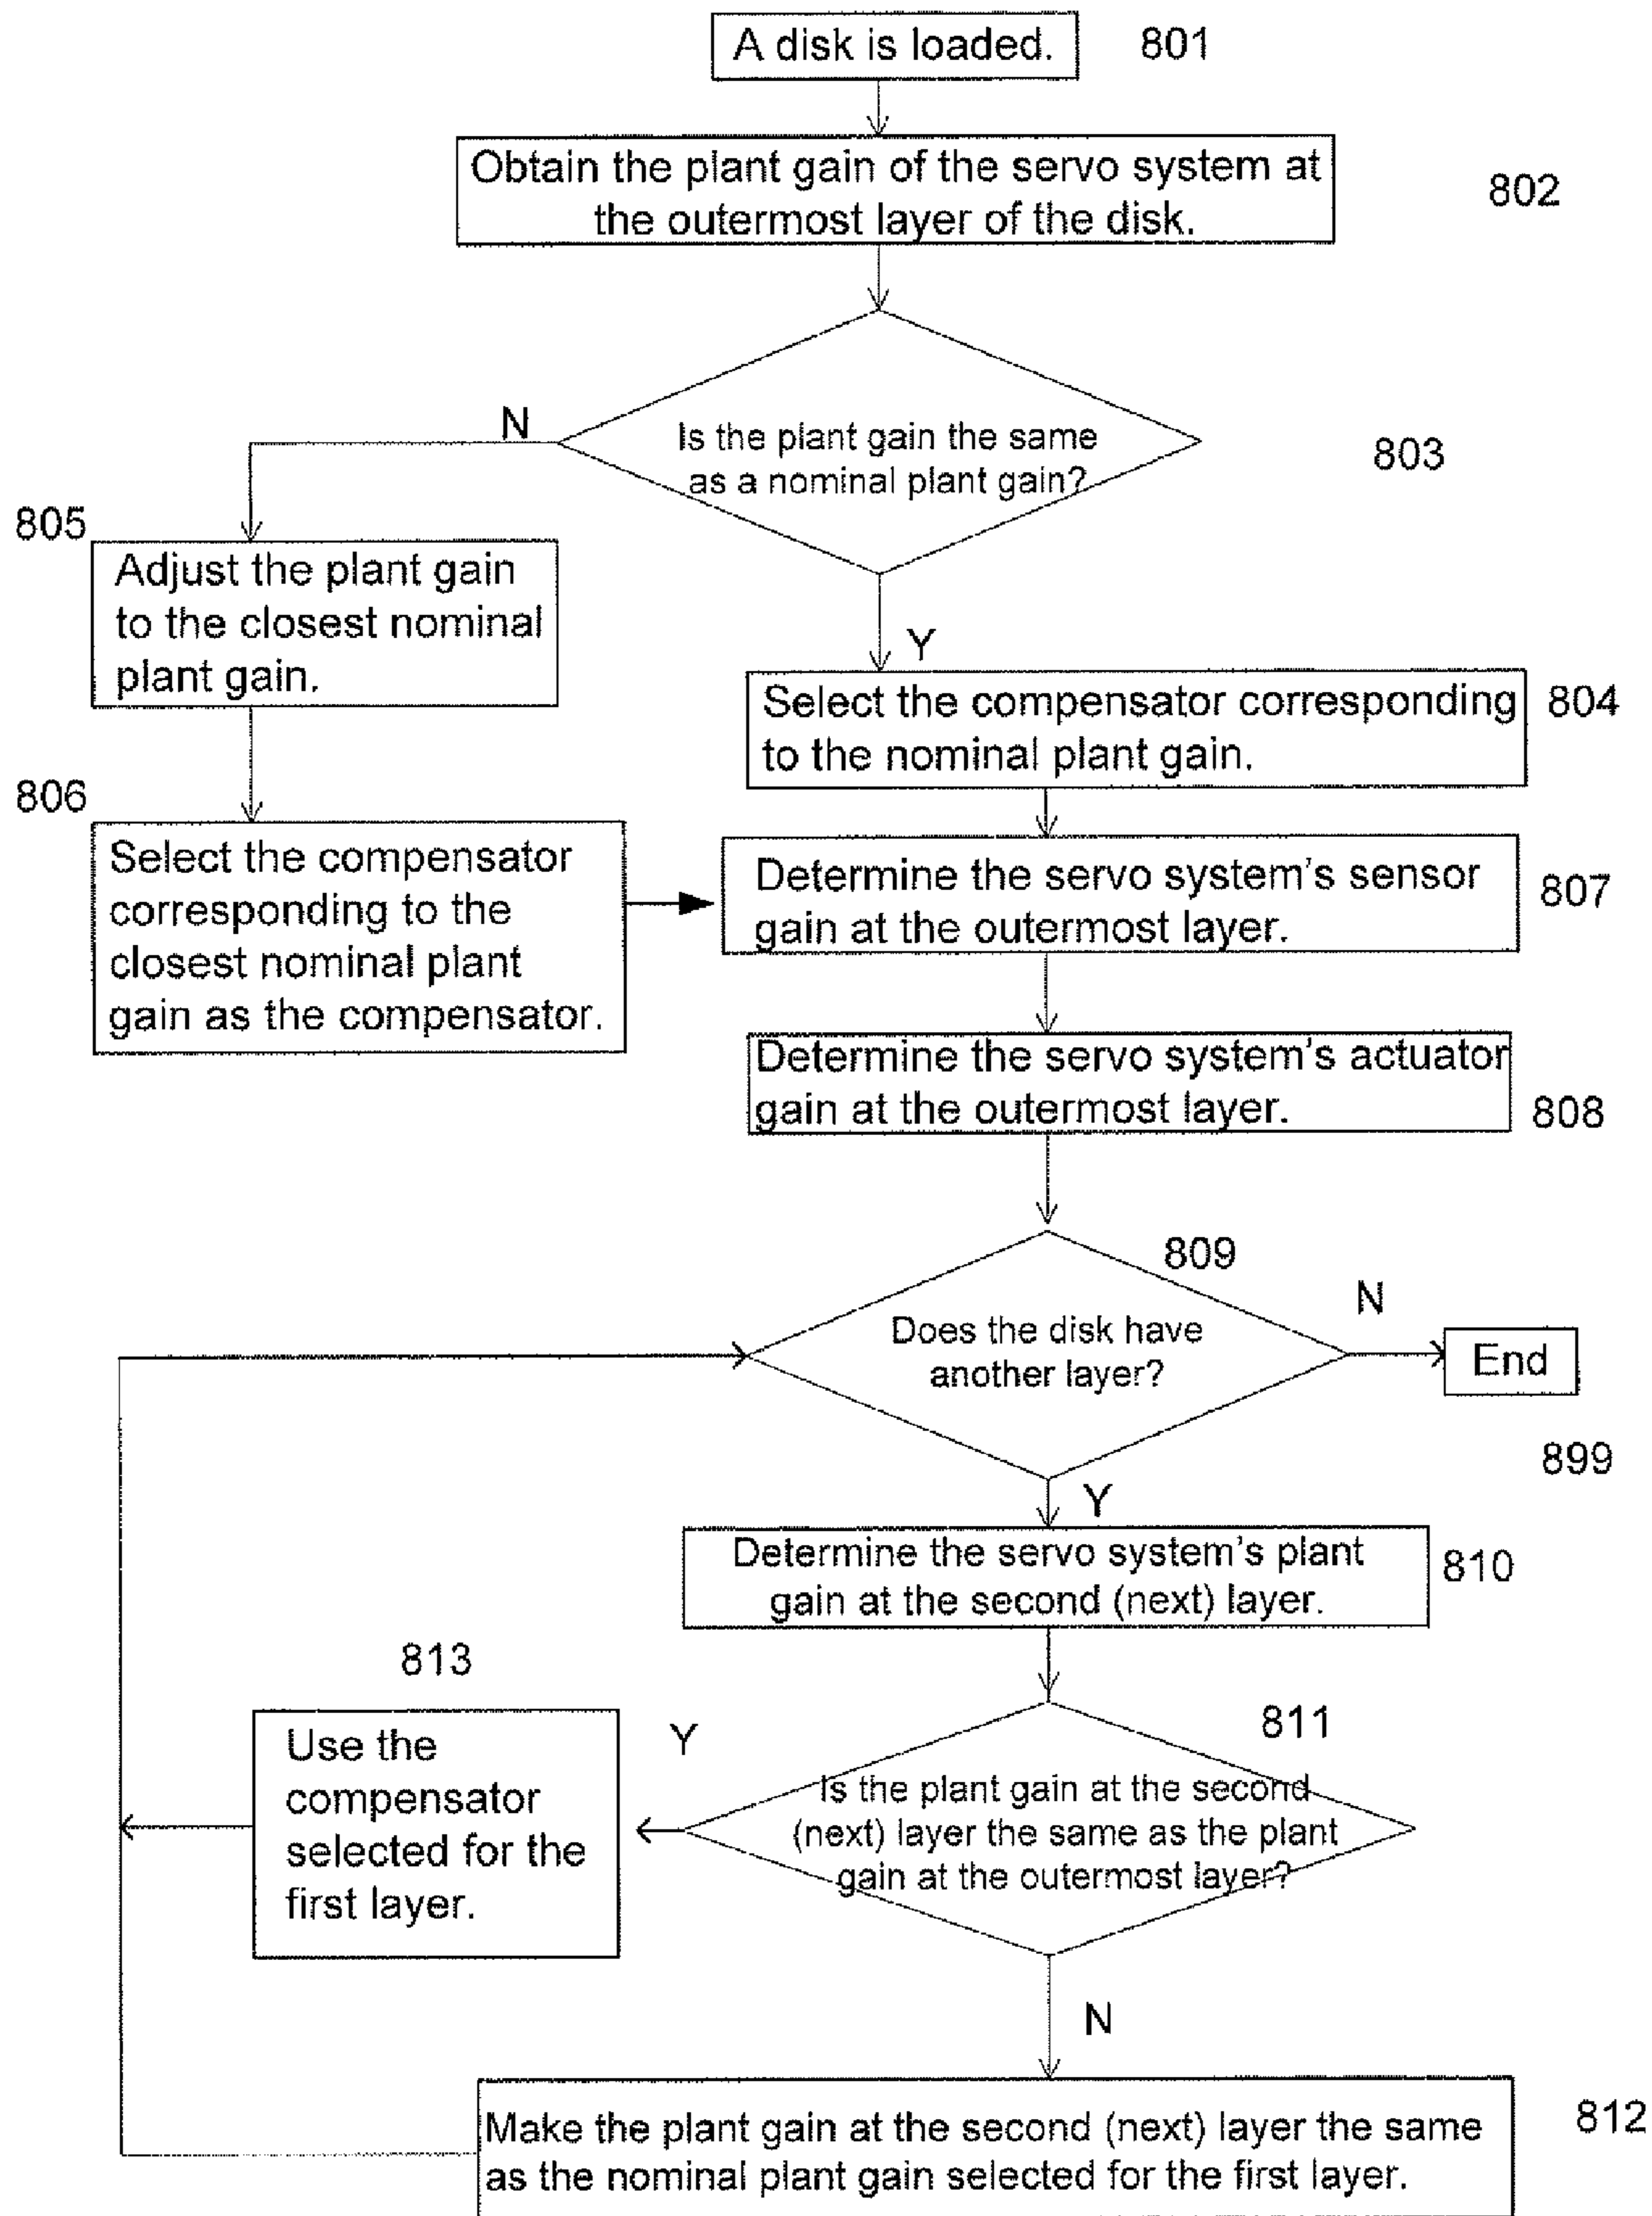 A disk is loaded.
801
Obtain the plant gain of the servo system at
the outermost layer of the disk.
802
Is the plant gain the same
as a nominal plant gain?
803
N
Y
805
Adjust the plant gain
to the closest nominal
plant gain.
Select the compensator corresponding
to the nominal plant gain.
804
806
Select the compensator
corresponding to the
closest nominal plant
gain as the compensator.
Determine the servo system's sensor
gain at the outermost layer.
807
Determine the servo system's actuator
gain at the outermost layer.
808
809
Does the disk have
another layer?
N
End
899
Y
Determine the servo system's plant
gain at the second (next) layer.
810
811
Is the plant gain at the second
(next) layer the same as the plant
gain at the outermost layer?
Y
813
Use the
compensator
selected for the
first layer.
N
Make the plant gain at the second (next) layer the same
as the nominal plant gain selected for the first layer.
812